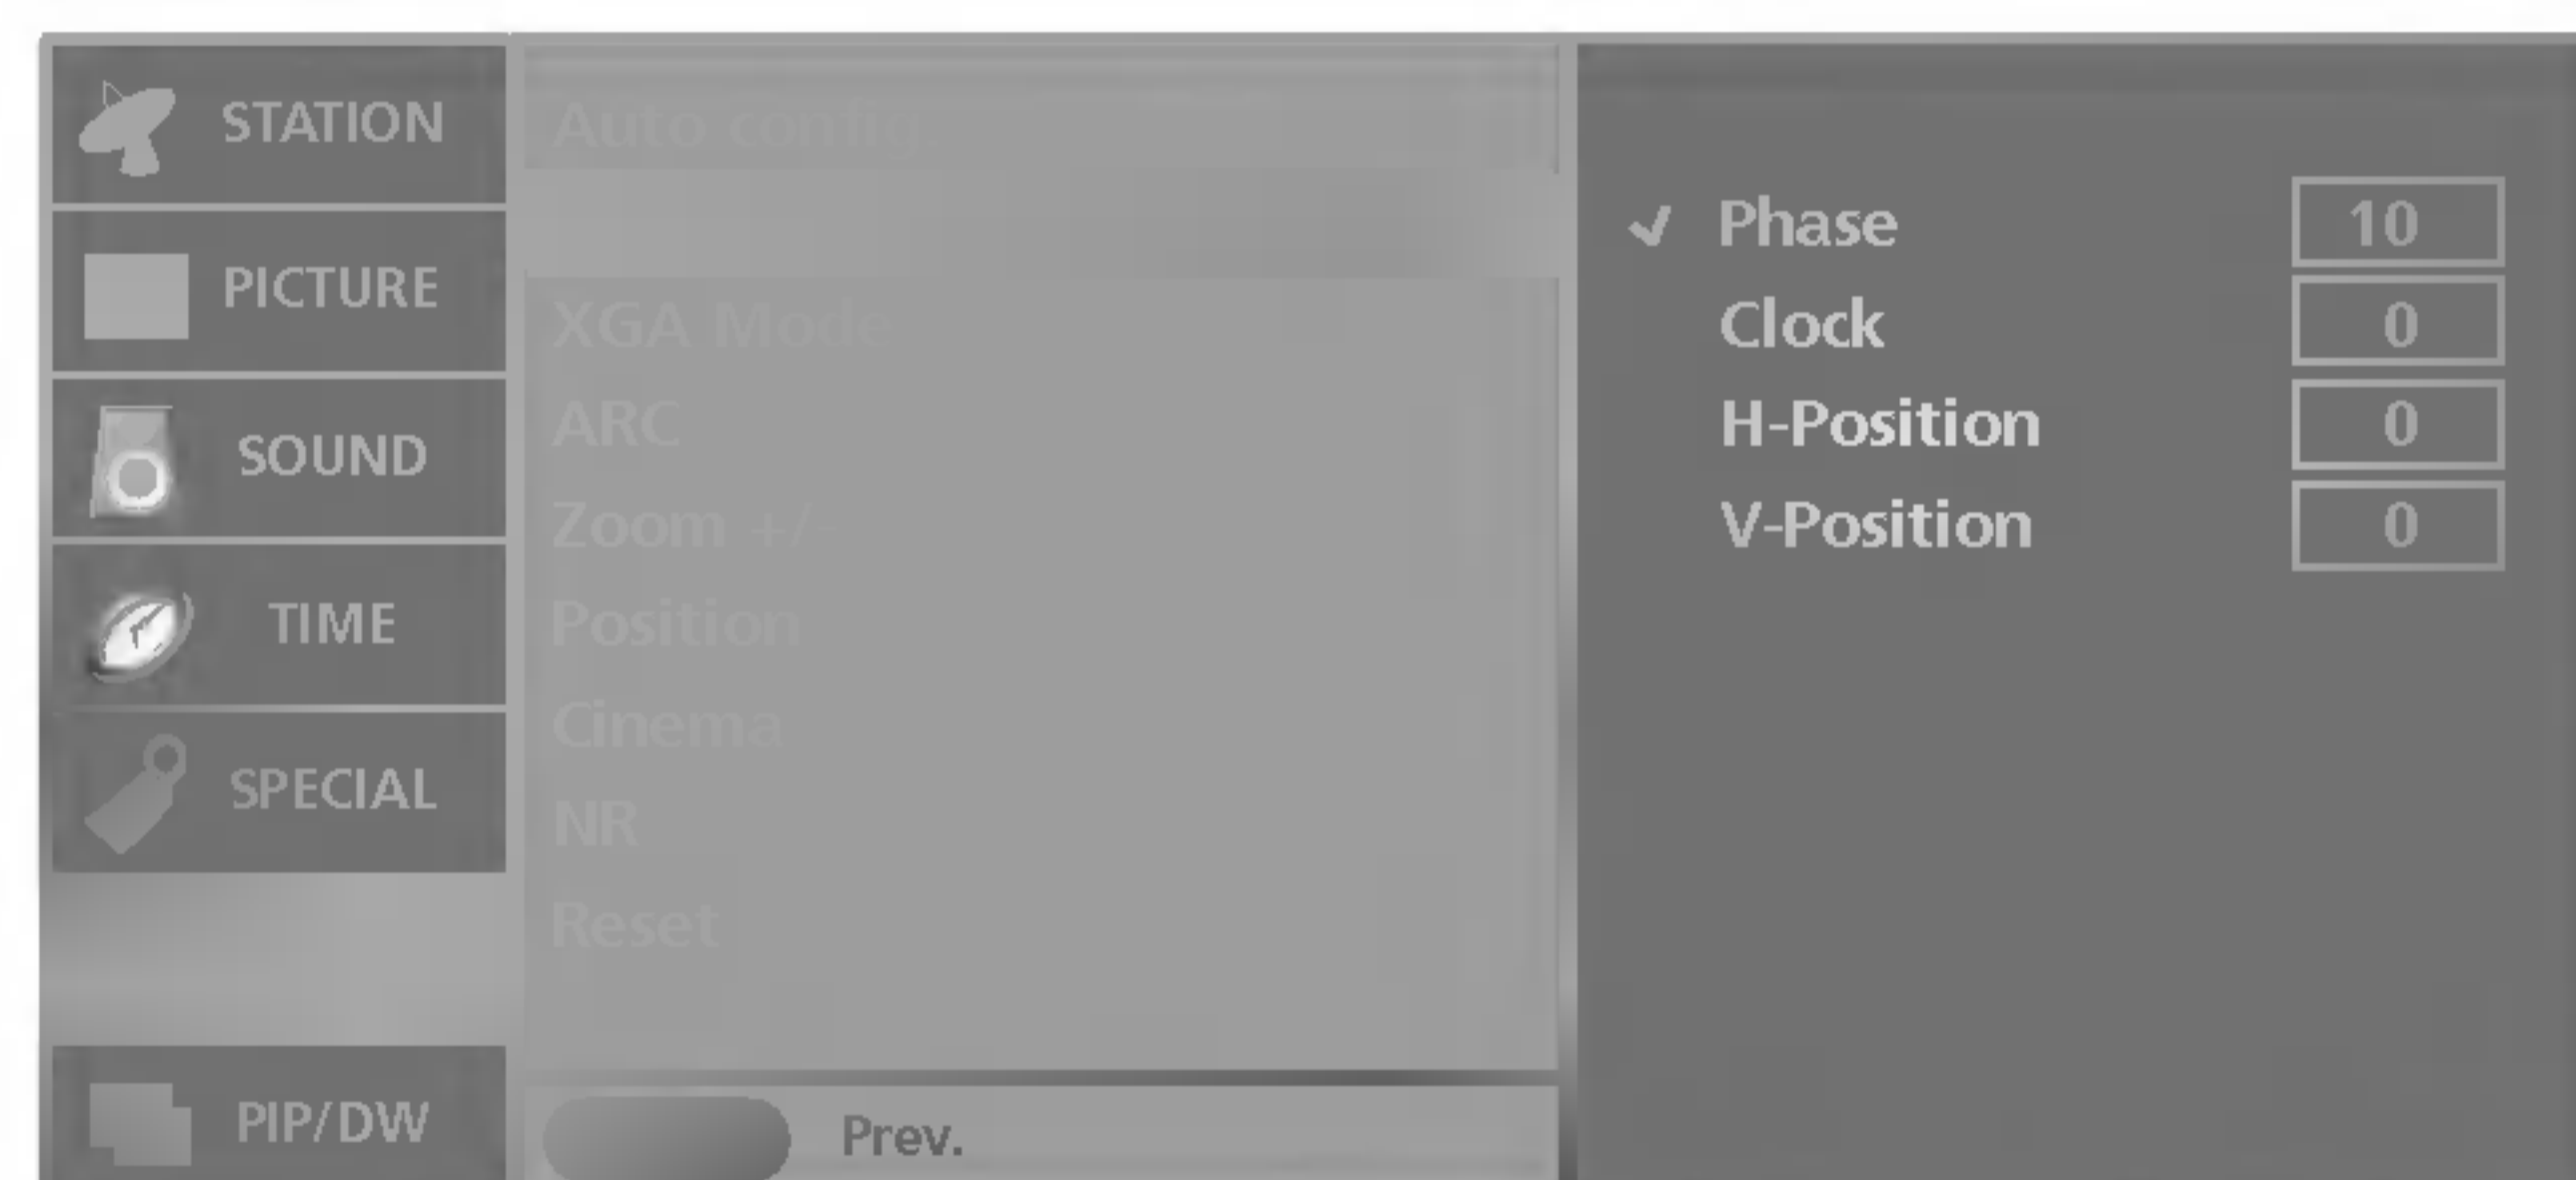 STATION
PICTURE
SOUND
TIME
SPECIAL
PIP/DW
Auto config.
XGA Mode
ARC
Zoom +/-
Position
Cinema
NR
Reset
Prev.
Phase 10
Clock 0
H-Position 0
V-Position 0